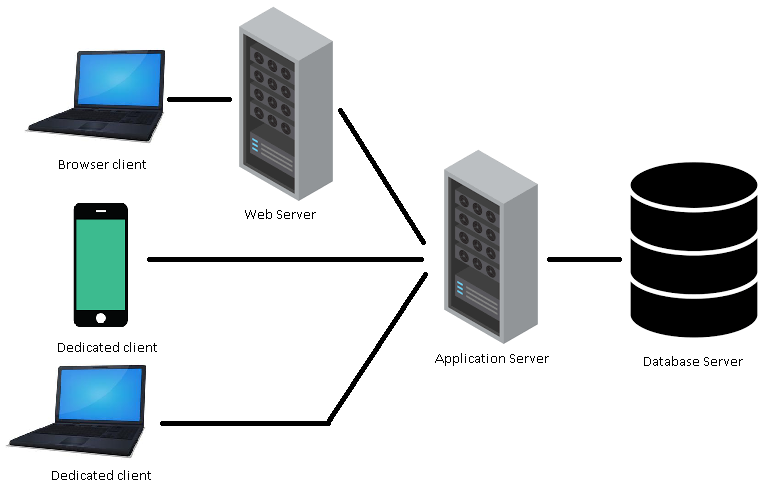 Browser client
Web Server
Dedicated client
Application Server
Database Server
Dedicated client